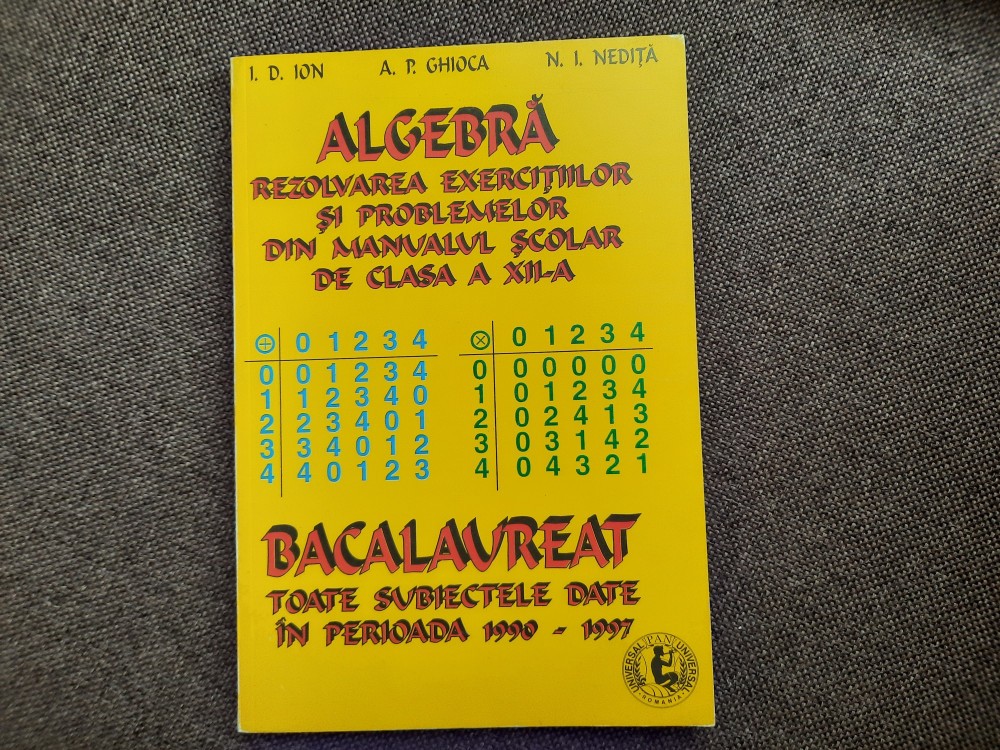 I. D. ION A. P. GHIOCA N. I. NEDIȚĂ
ALGEBRĂ
REZOLVAREA EXERCIȚIILOR
ȘI PROBLEMELOR
DIN MANUALUL ȘCOLAR
DE CLASA A XII-A
⊕ 0 1 2 3 4
0 0 1 2 3 4
1 1 2 3 4 0
2 2 3 4 0 1
3 3 4 0 1 2
4 4 0 1 2 3
⊗ 0 1 2 3 4
0 0 0 0 0 0
1 0 1 2 3 4
2 0 2 4 1 3
3 0 3 1 4 2
4 0 4 3 2 1
BACALAUREAT
TOATE SUBIECTELE DATE
ÎN PERIOADA 1990 - 1997
UNIVERSAL PAN UNIVERSAL
ROMANIA